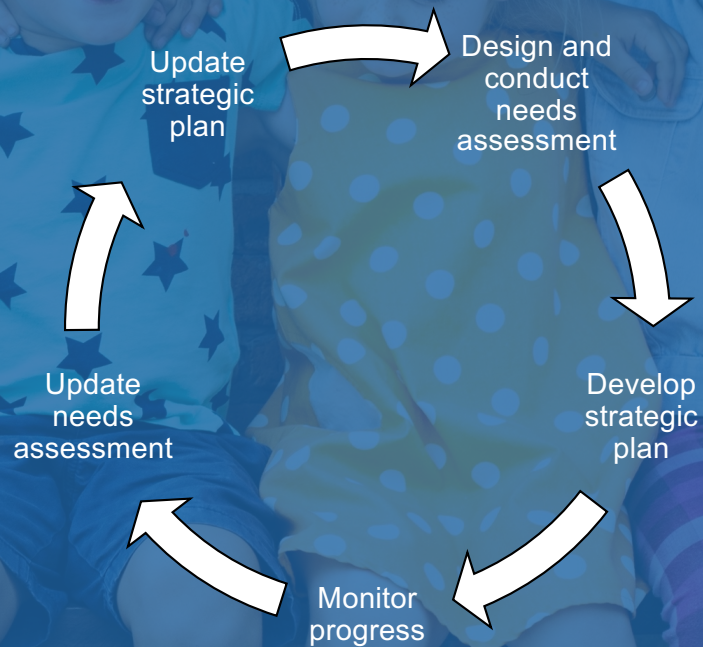 Update
strategic
plan
Design and
conduct
needs
assessment
Develop
strategic
plan
Monitor
progress
Update
needs
assessment